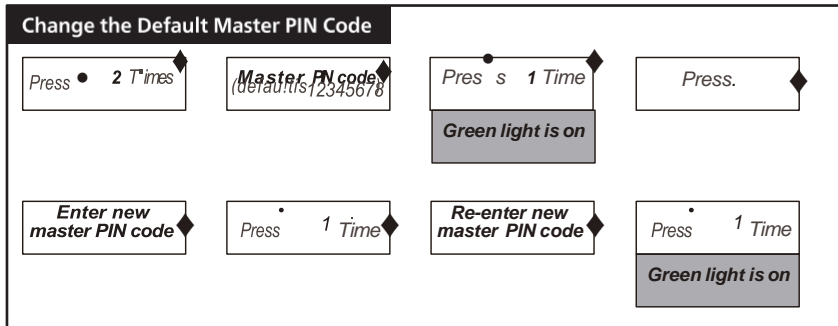 Change the Default Master PIN Code
Press ● 2 Times
Master PIN code
12345678
Press 1 Time
Green light is on
Press.
Enter new
master PIN code
Press 1 Time
Re-enter new
master PIN code
Press 1 Time
Green light is on